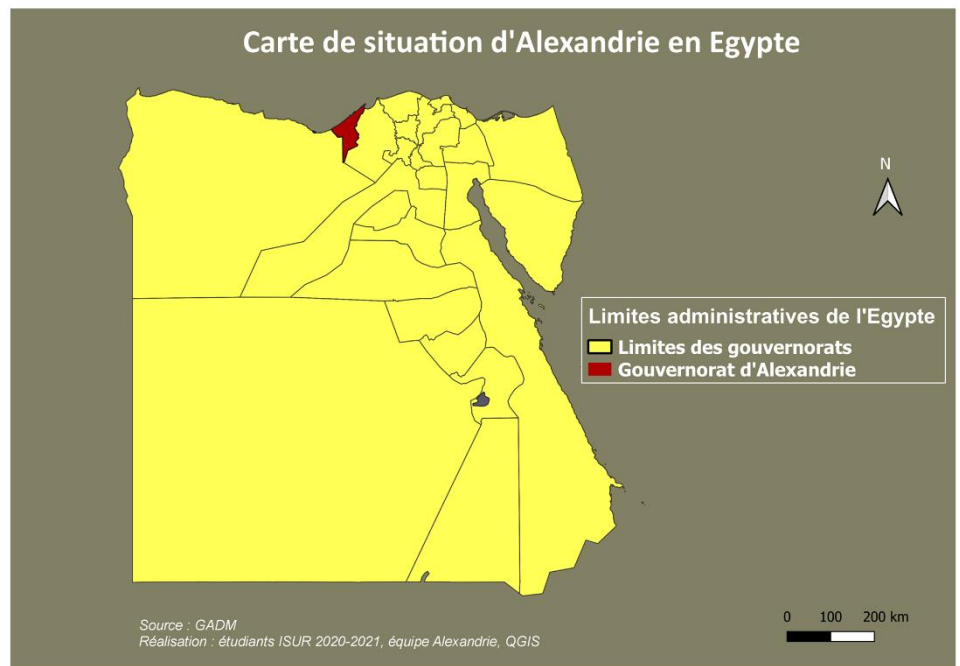 Carte de situation d'Alexandrie en Egypte
N
Limites administratives de l'Egypte
Limites des gouvernorats
Gouvernorat d'Alexandrie
0 100 200 km
Source : GADM
Réalisation : étudiants ISUR 2020-2021, équipe Alexandrie, QGIS